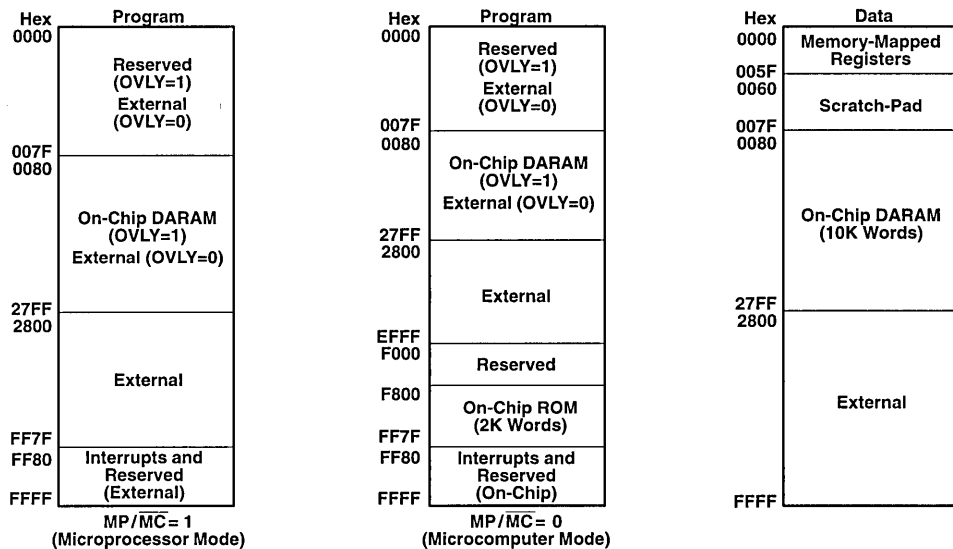 Hex Program
0000
Reserved
(OVLY=1)
External
(OVLY=0)
007F
0080
On-Chip DARAM
(OVLY=1)
External (OVLY=0)
27FF
2800
External
FF7F
FF80
Interrupts and
Reserved
(External)
FFFF
MP/M̅C̅ = 1
(Microprocessor Mode)
Hex Program
0000
Reserved
(OVLY=1)
External
(OVLY=0)
007F
0080
On-Chip DARAM
(OVLY=1)
External (OVLY=0)
27FF
2800
External
EFFF
F000
Reserved
F800
On-Chip ROM
(2K Words)
FF7F
FF80
Interrupts and
Reserved
(On-Chip)
FFFF
MP/M̅C̅ = 0
(Microcomputer Mode)
Hex Data
0000
Memory-Mapped
Registers
005F
0060
Scratch-Pad
007F
0080
On-Chip DARAM
(10K Words)
27FF
2800
External
FFFF